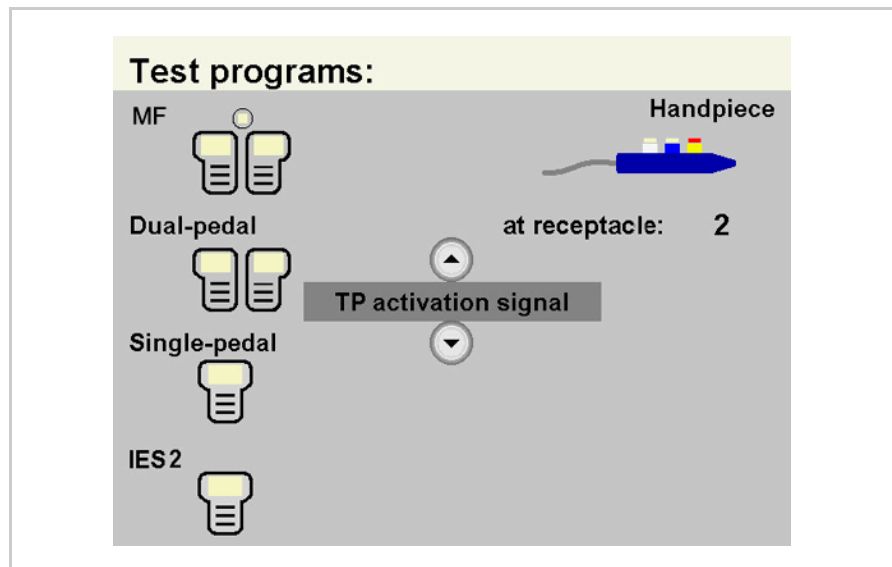 Test programs:
MF
Handpiece
Dual-pedal
at receptacle: 2
TP activation signal
Single-pedal
IES 2